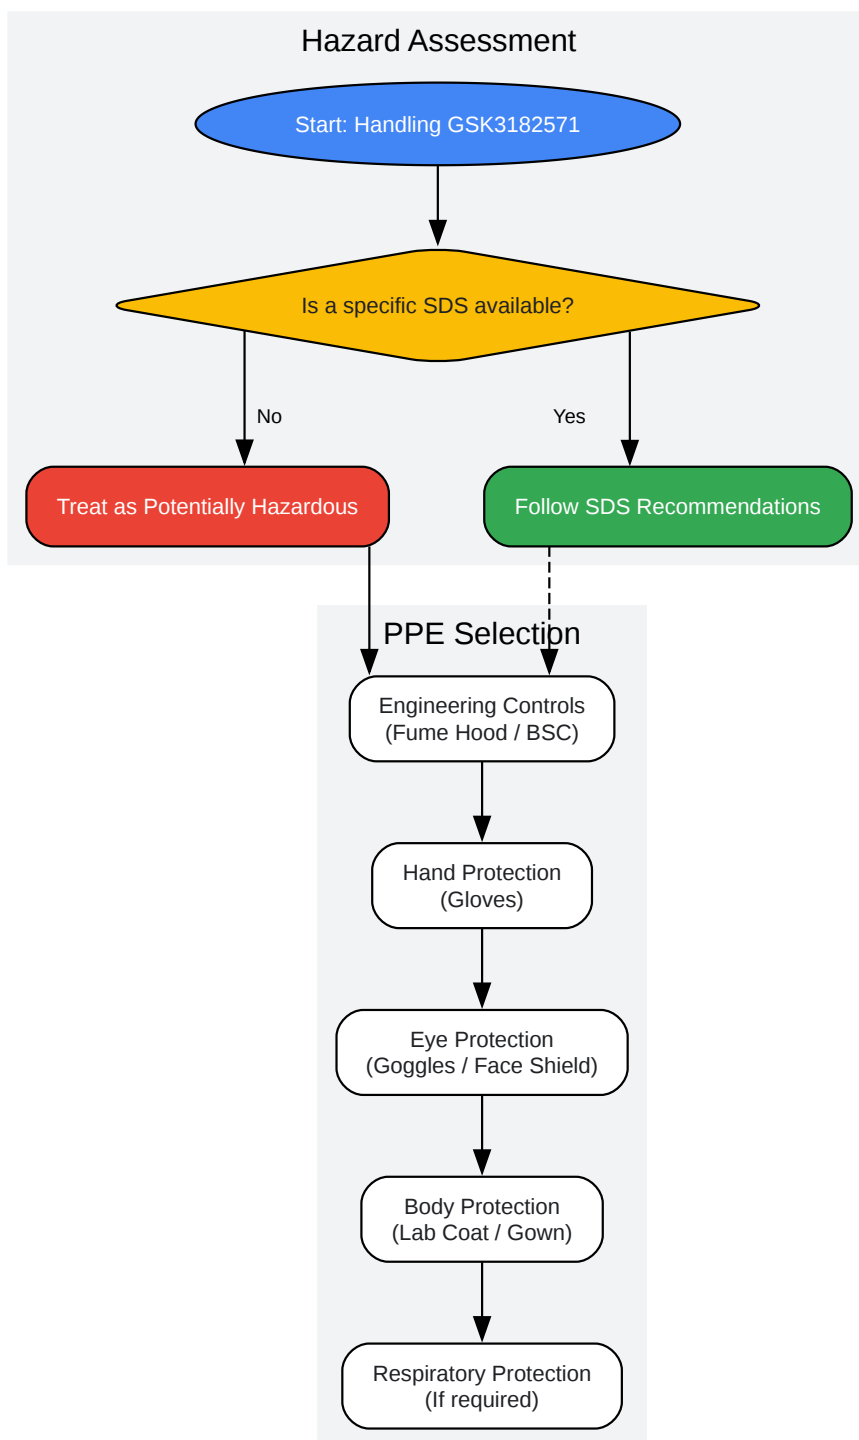 Hazard Assessment
Start: Handling GSK3182571
Is a specific SDS available?
No
Yes
Treat as Potentially Hazardous
Follow SDS Recommendations
PPE Selection
Engineering Controls
(Fume Hood / BSC)
Hand Protection
(Gloves)
Eye Protection
(Goggles / Face Shield)
Body Protection
(Lab Coat / Gown)
Respiratory Protection
(If required)